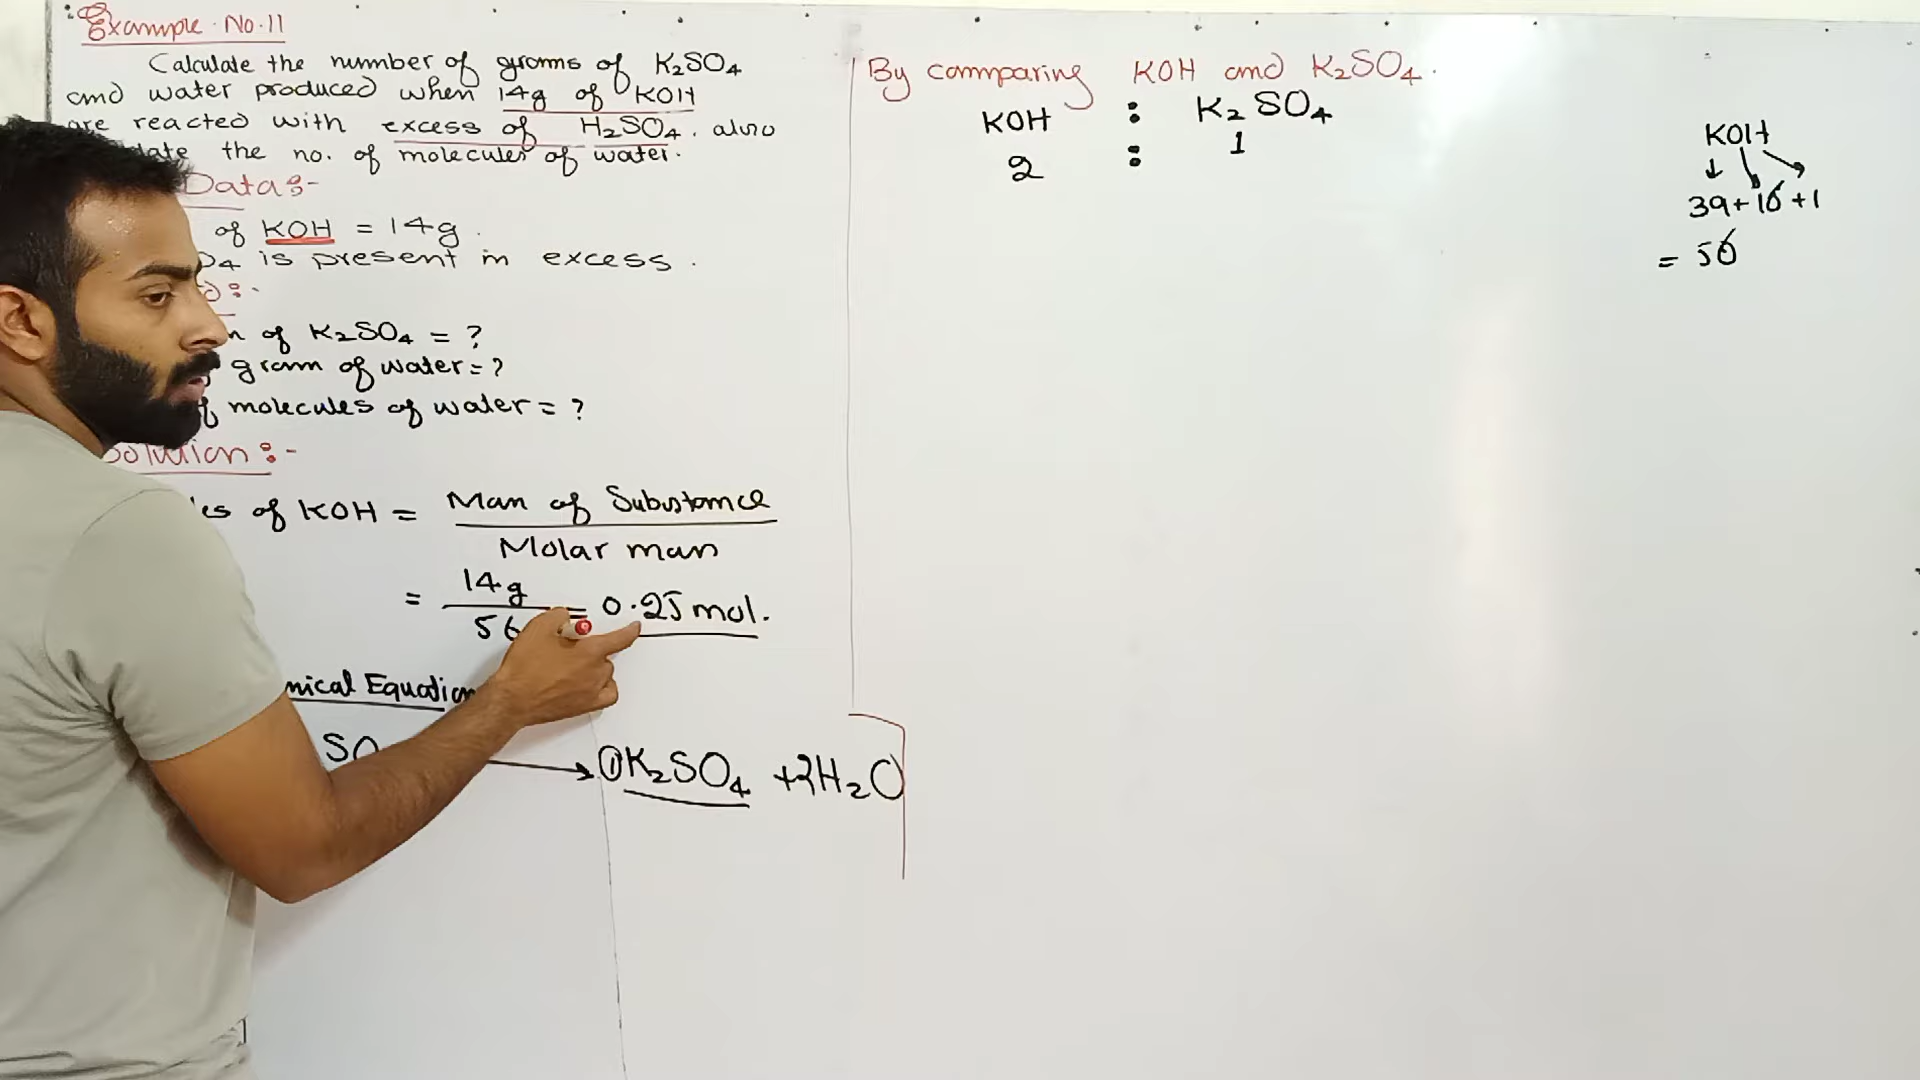 Example No.11
Calculate the number of grams of K₂SO₄
and water produced when 14g of KOH
are reacted with excess of H₂SO₄. also
the no. of molecules of water.
Data:-
of KOH = 14g.
is present in excess.
of K₂SO₄ = ?
gram of water = ?
molecules of water = ?
Solution:-
of KOH = Mass of Substance
Molar mass
= 14g
56
= 0.25 mol.
Equation
SO
→ ①K₂SO₄ + 2H₂O
By comparing KOH and K₂SO₄.
KOH : K₂SO₄
2 : 1
KOH
39+16+1
= 56